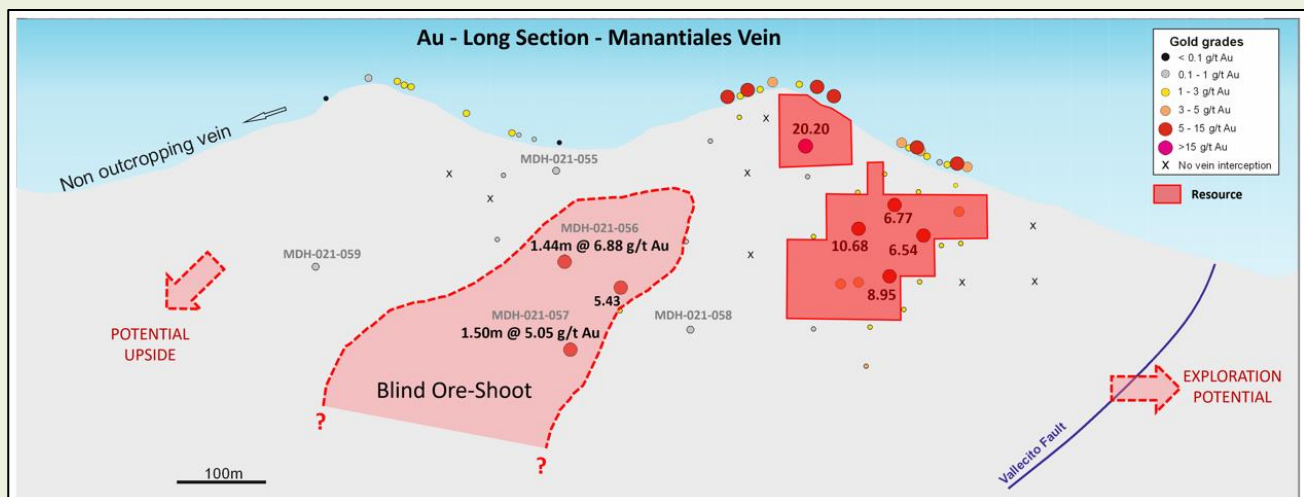 Au - Long Section - Manantiales Vein
Gold grades
< 0.1 g/t Au
0.1 - 1 g/t Au
1 - 3 g/t Au
3 - 5 g/t Au
5 - 15 g/t Au
>15 g/t Au
X No vein interception
Resource
Non outcropping vein
MDH-021-055
X
X
X
X
X
X
X
X
X
20.20
6.77
10.68
6.54
8.95
MDH-021-056
1.44m @ 6.88 g/t Au
MDH-021-059
5.43
MDH-021-057
1.50m @ 5.05 g/t Au
MDH-021-058
POTENTIAL
UPSIDE
Blind Ore-Shoot
?
?
EXPLORATION
POTENTIAL
Vallecito Fault
100m